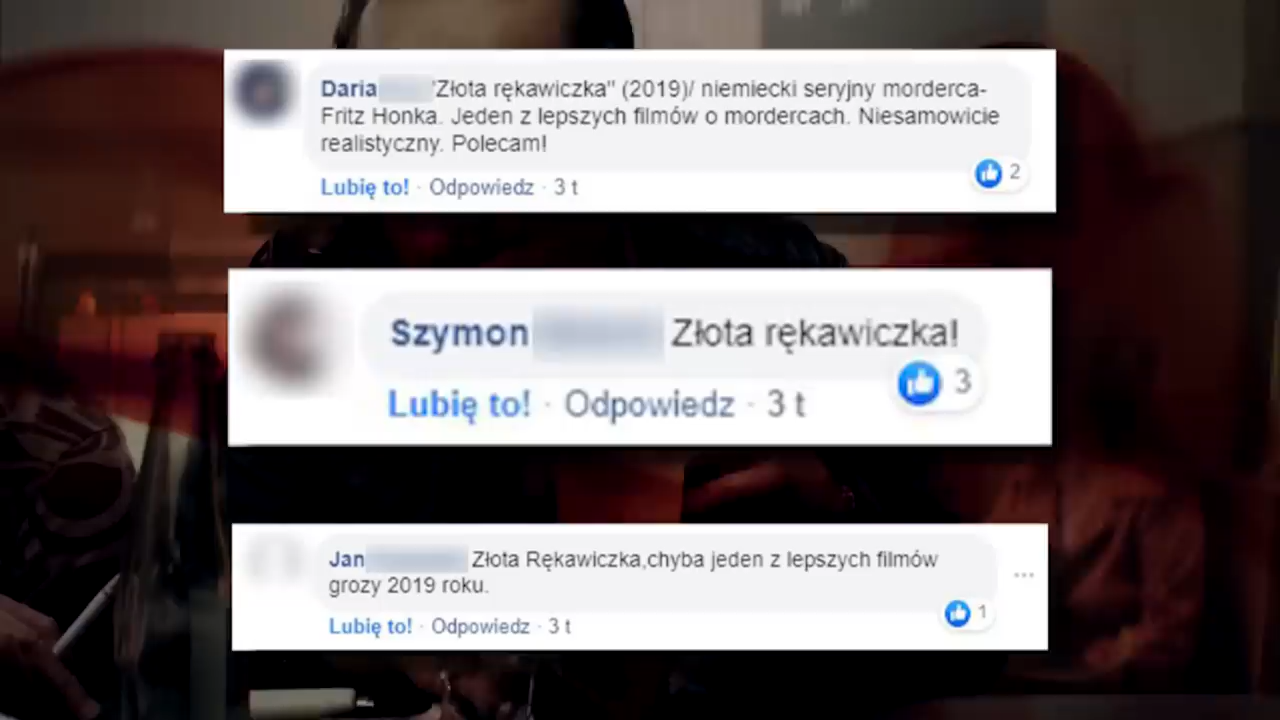 Daria "Złota rękawiczka" (2019)/ niemiecki seryjny morderca-
Fritz Honka. Jeden z lepszych filmów o mordercach. Niesamowicie
realistyczny. Polecam!
2
Lubię to! · Odpowiedz · 3 t
Szymon Złota rękawiczka!
3
Lubię to! · Odpowiedz · 3 t
Jan Złota Rękawiczka,chyba jeden z lepszych filmów
grozy 2019 roku.
1
Lubię to! · Odpowiedz · 3 t